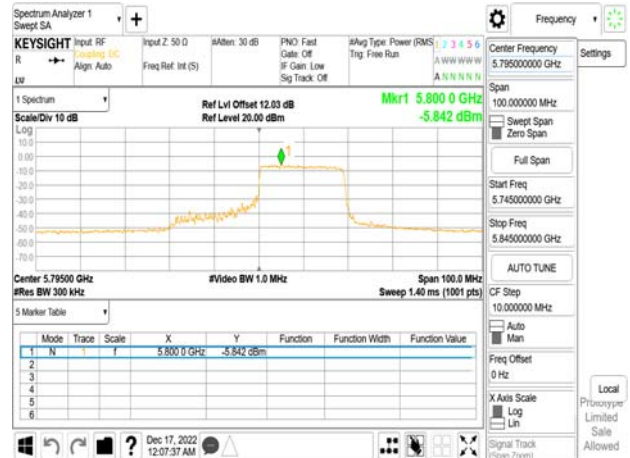 Spectrum Analyzer 1
Swept SA
Frequency
KEYSIGHT
R
LXI
Input: RF
Coupling: DC
Align: Auto
Input Z: 50 Ω
Freq Ref: Int (S)
#Atten: 30 dB
PNO: Fast
Gate: Off
IF Gain: Low
Sig Track: Off
#Avg Type: Power (RMS
Trig: Free Run
1 2 3 4 5 6
A W W W W W
A N N N N N
Center Frequency
5.795000000 GHz
Settings
Span
100.000000 MHz
Swept Span
Zero Span
Full Span
Start Freq
5.745000000 GHz
Stop Freq
5.845000000 GHz
AUTO TUNE
CF Step
10.000000 MHz
Auto
Man
Freq Offset
0 Hz
X Axis Scale
Log
Lin
Signal Track
(Span Zoom)
Local
Prototype
Limited
Sale
Allowed
1 Spectrum
Scale/Div 10 dB
Ref Lvl Offset 12.03 dB
Ref Level 20.00 dBm
Mkr1 5.800 0 GHz
-5.842 dBm
Log
10.0
0.00
-10.0
-20.0
-30.0
-40.0
-50.0
-60.0
-70.0
1
Center 5.79500 GHz
#Res BW 300 kHz
#Video BW 1.0 MHz
Span 100.0 MHz
Sweep 1.40 ms (1001 pts)
5 Marker Table
Mode Trace Scale X Y Function Function Width Function Value
1 N 1 f 5.800 0 GHz -5.842 dBm
2
3
4
5
6
Dec 17, 2022
12:07:37 AM